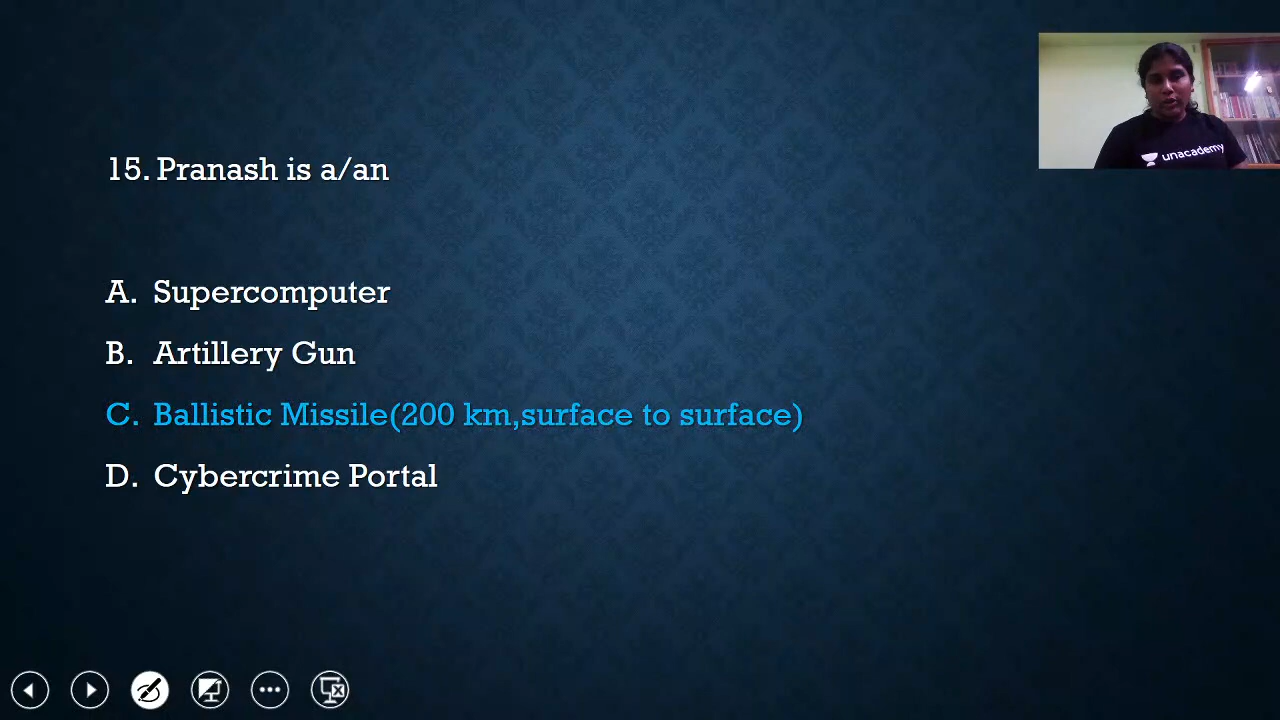 15. Pranash is a/an
A. Supercomputer
B. Artillery Gun
C. Ballistic Missile(200 km,surface to surface)
D. Cybercrime Portal
unacademy